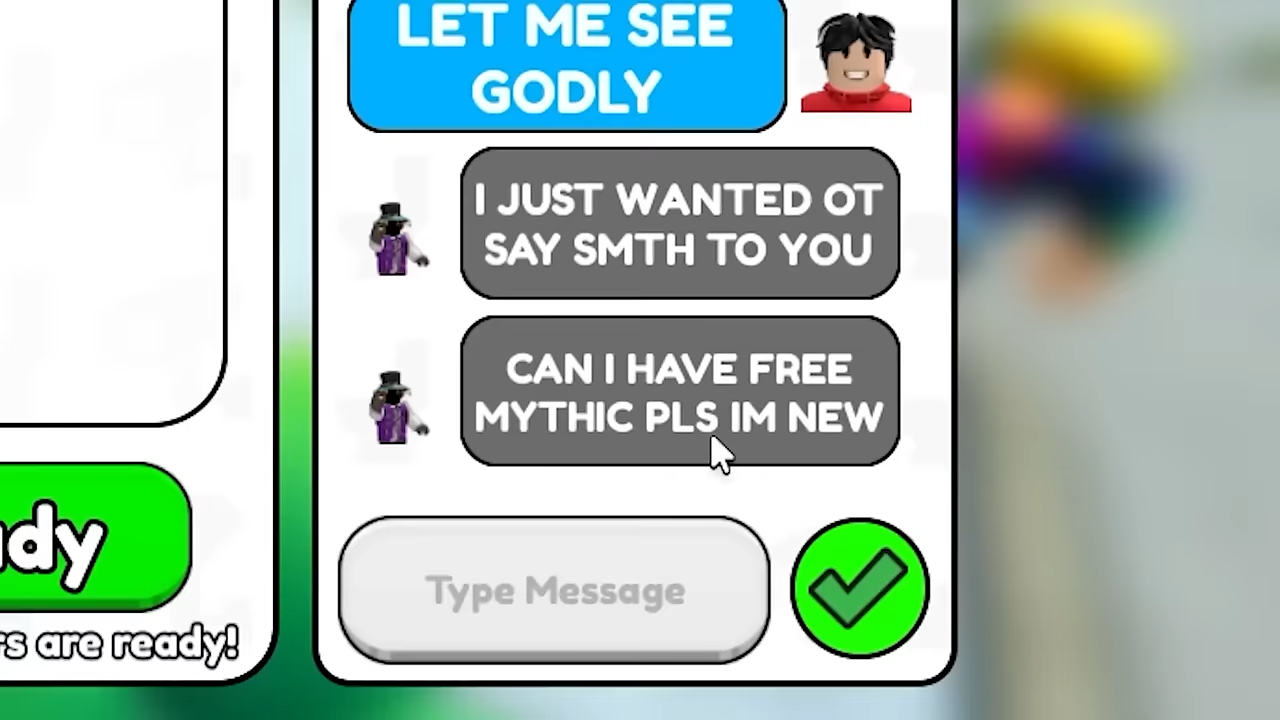 LET ME SEE
GODLY
I JUST WANTED OT
SAY SMTH TO YOU
CAN I HAVE FREE
MYTHIC PLS IM NEW
dy
Type Message
rs are ready!